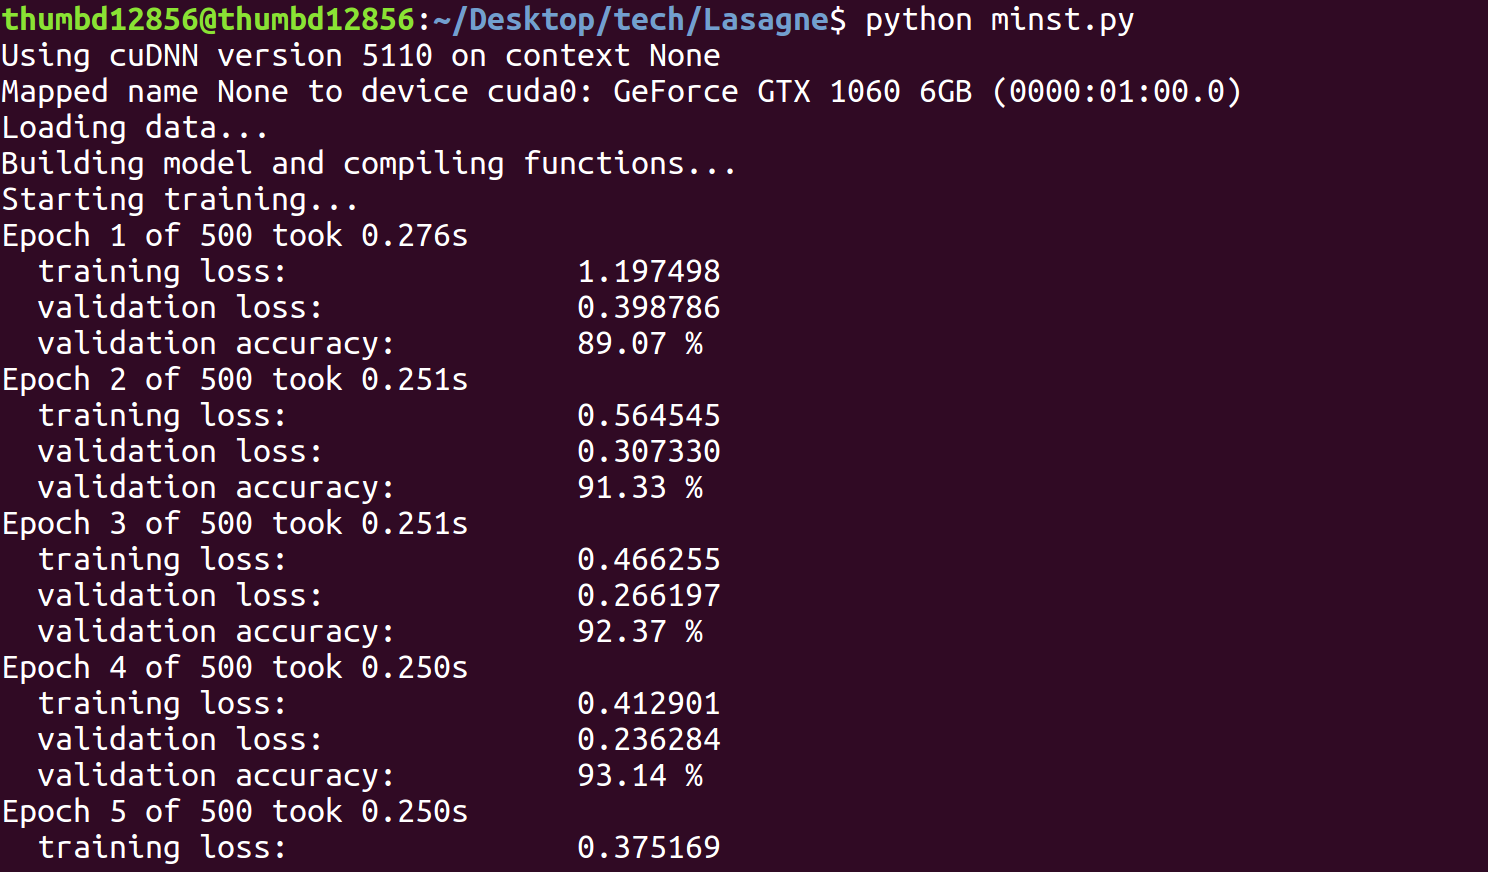 thumbd12856@thumbd12856:~/Desktop/tech/Lasagne$ python minst.py
Using cuDNN version 5110 on context None
Mapped name None to device cuda0: GeForce GTX 1060 6GB (0000:01:00.0)
Loading data...
Building model and compiling functions...
Starting training...
Epoch 1 of 500 took 0.276s
  training loss:                1.197498
  validation loss:              0.398786
  validation accuracy:          89.07 %
Epoch 2 of 500 took 0.251s
  training loss:                0.564545
  validation loss:              0.307330
  validation accuracy:          91.33 %
Epoch 3 of 500 took 0.251s
  training loss:                0.466255
  validation loss:              0.266197
  validation accuracy:          92.37 %
Epoch 4 of 500 took 0.250s
  training loss:                0.412901
  validation loss:              0.236284
  validation accuracy:          93.14 %
Epoch 5 of 500 took 0.250s
  training loss:                0.375169